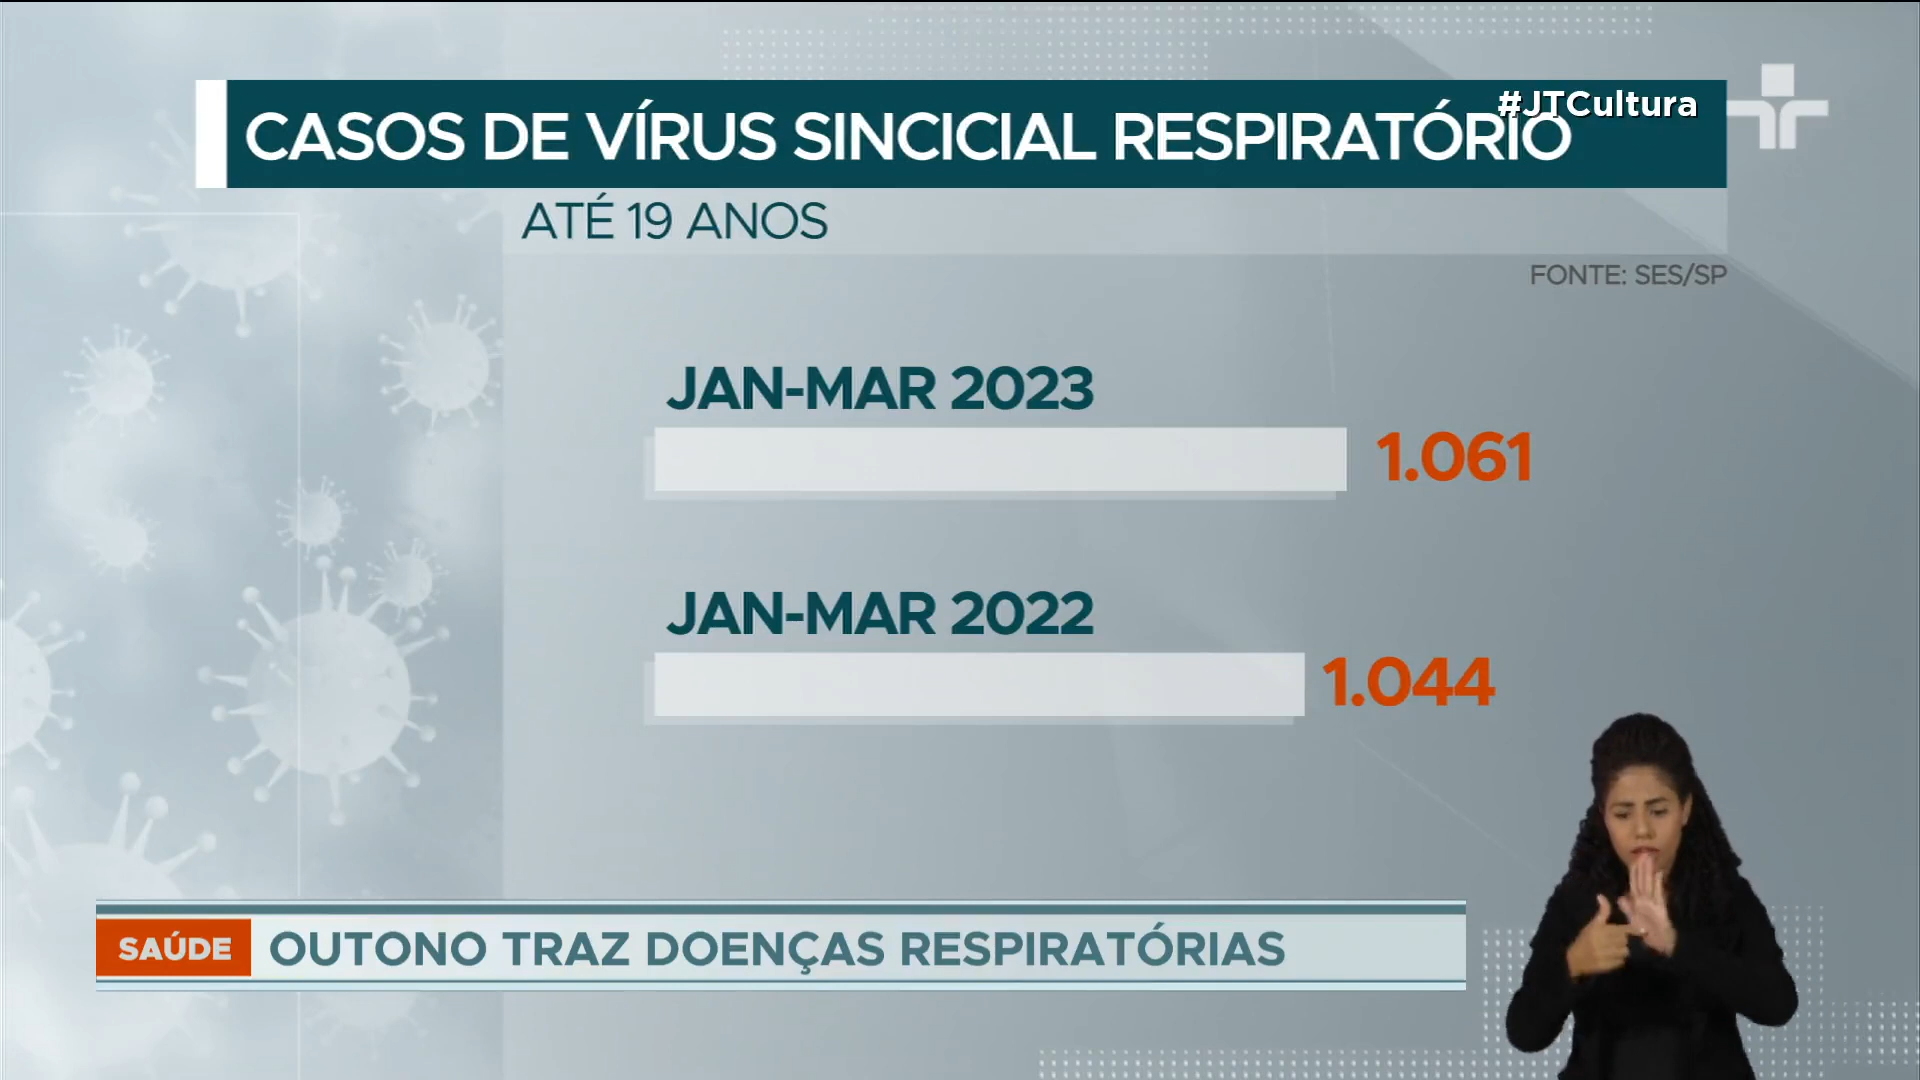 #JTCultura
CASOS DE VÍRUS SINCICIAL RESPIRATÓRIO
ATÉ 19 ANOS
FONTE: SES/SP
JAN-MAR 2023
1.061
JAN-MAR 2022
1.044
SAÚDE OUTONO TRAZ DOENÇAS RESPIRATÓRIAS